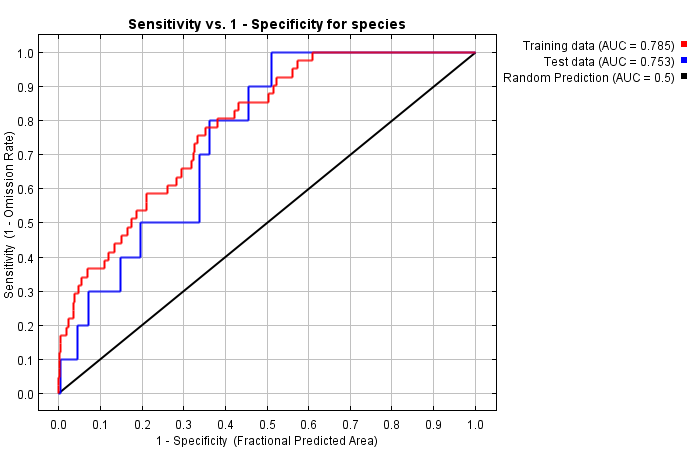 Sensitivity vs. 1 - Specificity for species
Training data (AUC = 0.785)
Test data (AUC = 0.753)
Random Prediction (AUC = 0.5)
Sensitivity (1 - Omission Rate)
1.0
0.9
0.8
0.7
0.6
0.5
0.4
0.3
0.2
0.1
0.0
0.0 0.1 0.2 0.3 0.4 0.5 0.6 0.7 0.8 0.9 1.0
1 - Specificity (Fractional Predicted Area)